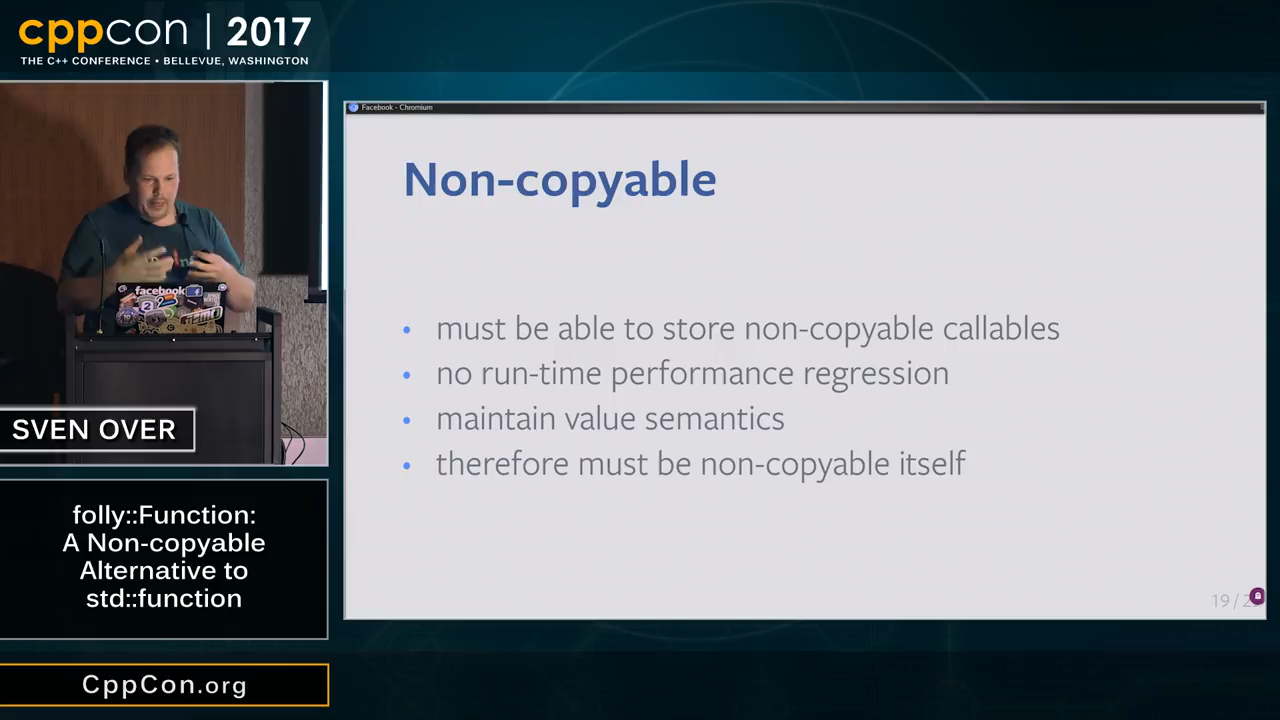 cppcon | 2017
THE C++ CONFERENCE • BELLEVUE, WASHINGTON
Facebook - Chromium
Non-copyable
• must be able to store non-copyable callables
• no run-time performance regression
• maintain value semantics
• therefore must be non-copyable itself
19 / 2
facebook
SVEN OVER
folly::Function:
A Non-copyable
Alternative to
std::function
CppCon.org